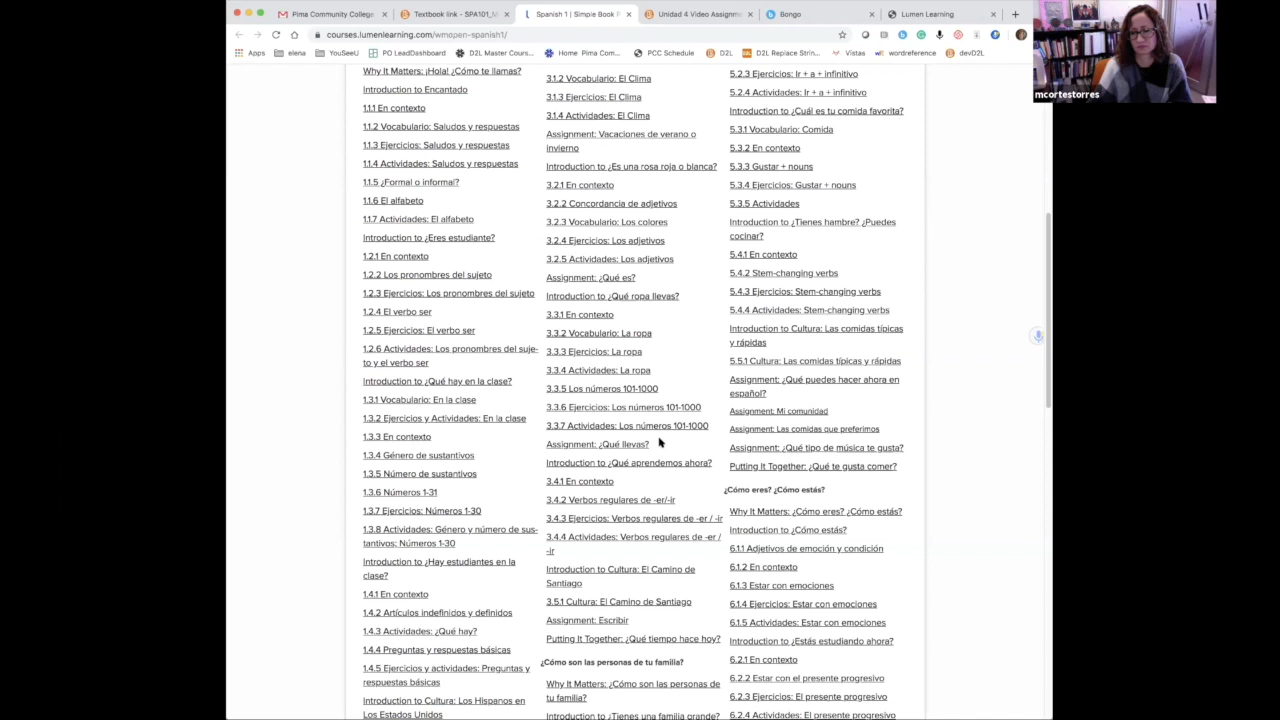 Pima Community College
Textbook link - SPA101_M
Spanish 1 | Simple Book P
Unidad 4 Video Assignm
Bongo
Lumen Learning
courses.lumenlearning.com/wmopen-spanish1/
Apps
elena
YouSeeU
PO LeadDashboard
D2L Master Cours...
Home Pima Com...
PCC Schedule
D2L
D2L Replace Strin...
Vistas
wordreference
devD2L
mcortestorres
Why It Matters: ¡Hola! ¿Cómo te llamas?
Introduction to Encantado
1.1.1 En contexto
1.1.2 Vocabulario: Saludos y respuestas
1.1.3 Ejercicios: Saludos y respuestas
1.1.4 Actividades: Saludos y respuestas
1.1.5 ¿Formal o informal?
1.1.6 El alfabeto
1.1.7 Actividades: El alfabeto
Introduction to ¿Eres estudiante?
1.2.1 En contexto
1.2.2 Los pronombres del sujeto
1.2.3 Ejercicios: Los pronombres del sujeto
1.2.4 El verbo ser
1.2.5 Ejercicios: El verbo ser
1.2.6 Actividades: Los pronombres del suje-
to y el verbo ser
Introduction to ¿Qué hay en la clase?
1.3.1 Vocabulario: En la clase
1.3.2 Ejercicios y Actividades: En la clase
1.3.3 En contexto
1.3.4 Género de sustantivos
1.3.5 Número de sustantivos
1.3.6 Números 1-31
1.3.7 Ejercicios: Números 1-30
1.3.8 Actividades: Género y número de sus-
tantivos; Números 1-30
Introduction to ¿Hay estudiantes en la
clase?
1.4.1 En contexto
1.4.2 Artículos indefinidos y definidos
1.4.3 Actividades: ¿Qué hay?
1.4.4 Preguntas y respuestas básicas
1.4.5 Ejercicios y actividades: Preguntas y
respuestas básicas
Introduction to Cultura: Los Hispanos en
Los Estados Unidos
3.1.2 Vocabulario: El Clima
3.1.3 Ejercicios: El Clima
3.1.4 Actividades: El Clima
Assignment: Vacaciones de verano o
invierno
Introduction to ¿Es una rosa roja o blanca?
3.2.1 En contexto
3.2.2 Concordancia de adjetivos
3.2.3 Vocabulario: Los colores
3.2.4 Ejercicios: Los adjetivos
3.2.5 Actividades: Los adjetivos
Assignment: ¿Qué es?
Introduction to ¿Qué ropa llevas?
3.3.1 En contexto
3.3.2 Vocabulario: La ropa
3.3.3 Ejercicios: La ropa
3.3.4 Actividades: La ropa
3.3.5 Los números 101-1000
3.3.6 Ejercicios: Los números 101-1000
3.3.7 Actividades: Los números 101-1000
Assignment: ¿Qué llevas?
Introduction to ¿Qué aprendemos ahora?
3.4.1 En contexto
3.4.2 Verbos regulares de -er/-ir
3.4.3 Ejercicios: Verbos regulares de -er / -ir
3.4.4 Actividades: Verbos regulares de -er /
-ir
Introduction to Cultura: El Camino de
Santiago
3.5.1 Cultura: El Camino de Santiago
Assignment: Escribir
Putting It Together: ¿Qué tiempo hace hoy?
¿Cómo son las personas de tu familia?
Why It Matters: ¿Cómo son las personas de
tu familia?
Introduction to ¿Tienes una familia grande?
5.2.3 Ejercicios: Ir + a + infinitivo
5.2.4 Actividades: Ir + a + infinitivo
Introduction to ¿Cuál es tu comida favorita?
5.3.1 Vocabulario: Comida
5.3.2 En contexto
5.3.3 Gustar + nouns
5.3.4 Ejercicios: Gustar + nouns
5.3.5 Actividades
Introduction to ¿Tienes hambre? ¿Puedes
cocinar?
5.4.1 En contexto
5.4.2 Stem-changing verbs
5.4.3 Ejercicios: Stem-changing verbs
5.4.4 Actividades: Stem-changing verbs
Introduction to Cultura: Las comidas típicas
y rápidas
5.5.1 Cultura: Las comidas típicas y rápidas
Assignment: ¿Qué puedes hacer ahora en
español?
Assignment: Mi comunidad
Assignment: Las comidas que preferimos
Assignment: ¿Qué tipo de música te gusta?
Putting It Together: ¿Qué te gusta comer?
¿Cómo eres? ¿Cómo estás?
Why It Matters: ¿Cómo eres? ¿Cómo estás?
Introduction to ¿Cómo estás?
6.1.1 Adjetivos de emoción y condición
6.1.2 En contexto
6.1.3 Estar con emociones
6.1.4 Ejercicios: Estar con emociones
6.1.5 Actividades: Estar con emociones
Introduction to ¿Estás estudiando ahora?
6.2.1 En contexto
6.2.2 Estar con el presente progresivo
6.2.3 Ejercicios: El presente progresivo
6.2.4 Actividades: El presente progresivo